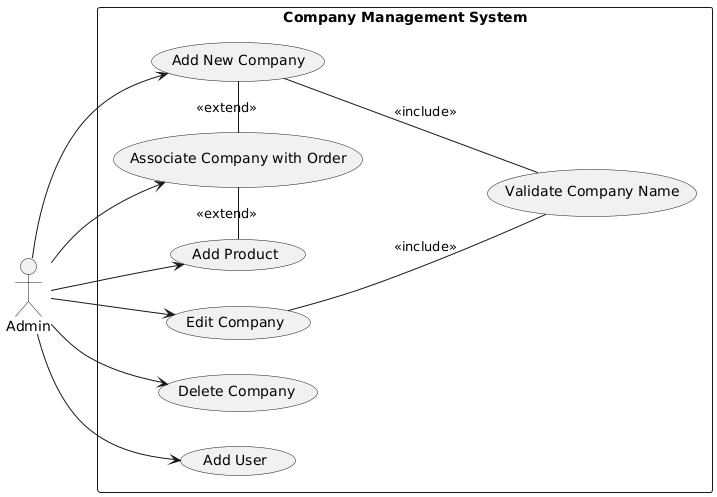 Company Management System
Add New Company
«extend»
«include»
Associate Company with Order
Validate Company Name
«extend»
Add Product
«include»
Admin
Edit Company
Delete Company
Add User